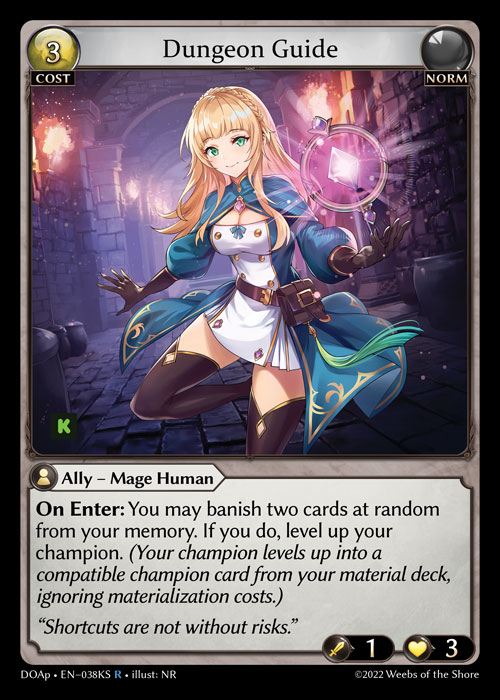 3
Dungeon Guide
COST
NORM
K
Ally – Mage Human
On Enter: You may banish two cards at random
from your memory. If you do, level up your
champion. (Your champion levels up into a
compatible champion card from your material deck,
ignoring materialization costs.)
“Shortcuts are not without risks.”
1
3
DOAp • EN–038KS R • illust: NR
©2022 Weebs of the Shore